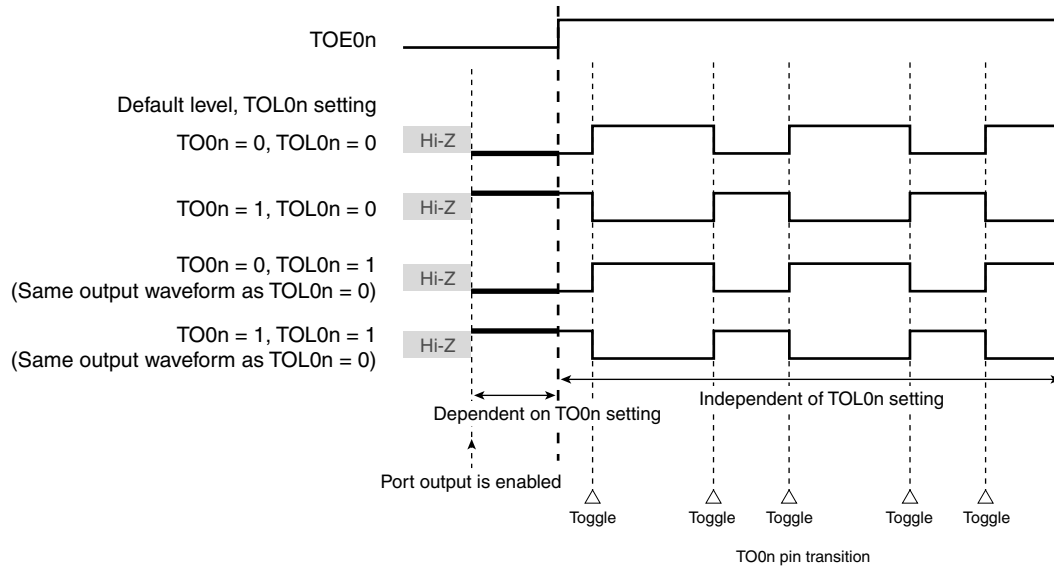 TOE0n
Default level, TOL0n setting
TO0n = 0, TOL0n = 0
Hi-Z
TO0n = 1, TOL0n = 0
Hi-Z
TO0n = 0, TOL0n = 1
(Same output waveform as TOL0n = 0)
Hi-Z
TO0n = 1, TOL0n = 1
(Same output waveform as TOL0n = 0)
Hi-Z
Dependent on TO0n setting
Independent of TOL0n setting
Port output is enabled
Toggle Toggle Toggle Toggle Toggle
TO0n pin transition